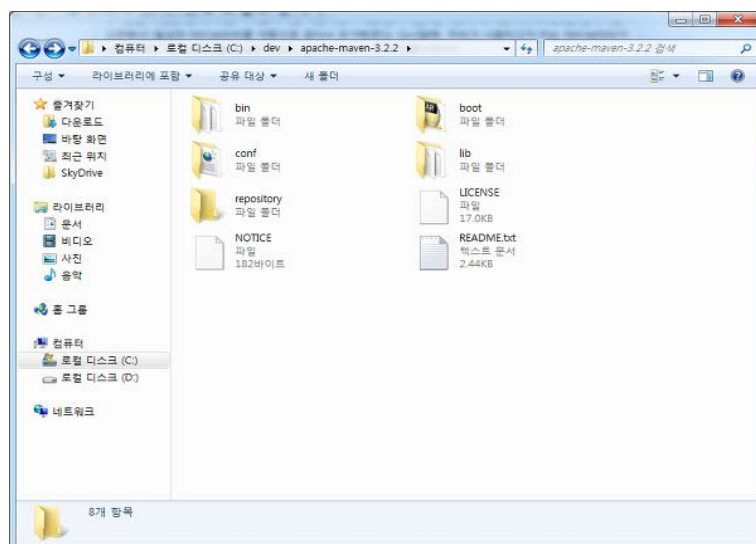 컴퓨터 ▸ 로컬 디스크 (C:) ▸ dev ▸ apache-maven-3.2.2 ▸
apache-maven-3.2.2 검색
구성 라이브러리에 포함 공유 대상 새 폴더
즐겨찾기
다운로드
바탕 화면
최근 위치
SkyDrive
라이브러리
문서
비디오
사진
음악
홈 그룹
컴퓨터
로컬 디스크 (C:)
로컬 디스크 (D:)
네트워크
bin
파일 폴더
boot
파일 폴더
conf
파일 폴더
lib
파일 폴더
repository
파일 폴더
LICENSE
파일
17.0KB
NOTICE
파일
182바이트
README.txt
텍스트 문서
2.44KB
8개 항목